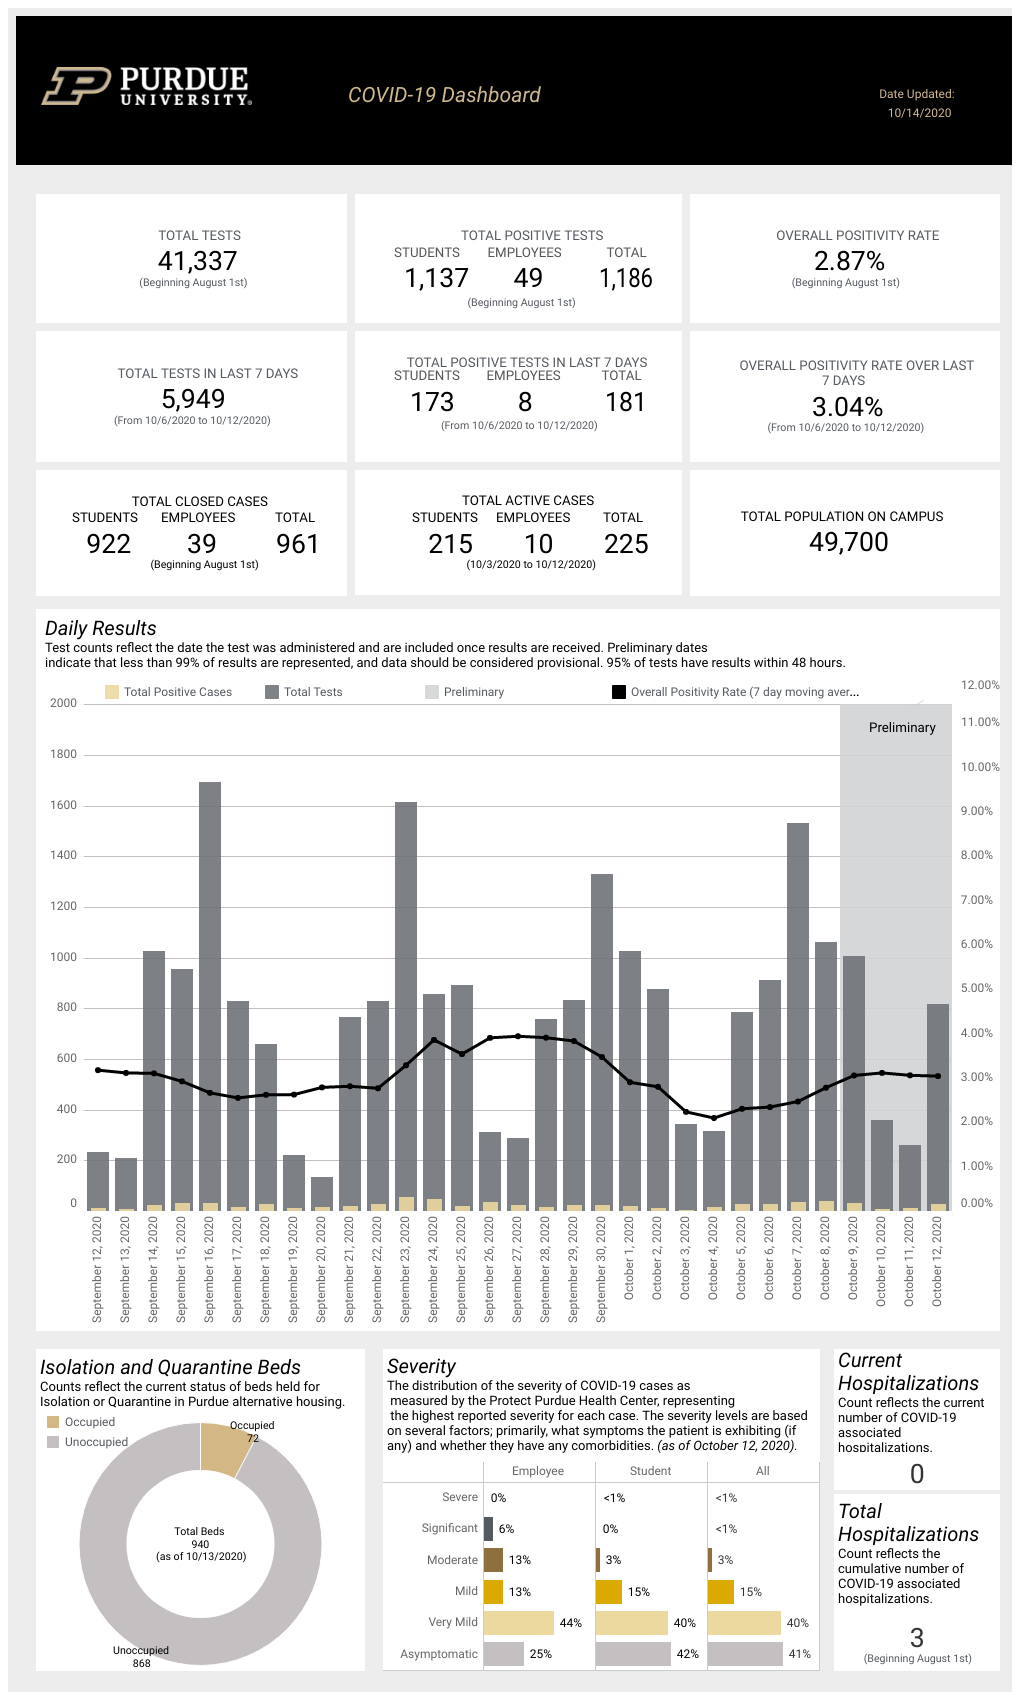 PURDUE
UNIVERSITY®
COVID-19 Dashboard
Date Updated:
10/14/2020
TOTAL TESTS
41,337
(Beginning August 1st)
TOTAL POSITIVE TESTS
STUDENTS EMPLOYEES TOTAL
1,137 49 1,186
(Beginning August 1st)
OVERALL POSITIVITY RATE
2.87%
(Beginning August 1st)
TOTAL TESTS IN LAST 7 DAYS
5,949
(From 10/6/2020 to 10/12/2020)
TOTAL POSITIVE TESTS IN LAST 7 DAYS
STUDENTS EMPLOYEES TOTAL
173 8 181
(From 10/6/2020 to 10/12/2020)
OVERALL POSITIVITY RATE OVER LAST
7 DAYS
3.04%
(From 10/6/2020 to 10/12/2020)
TOTAL CLOSED CASES
STUDENTS EMPLOYEES TOTAL
922 39 961
(Beginning August 1st)
TOTAL ACTIVE CASES
STUDENTS EMPLOYEES TOTAL
215 10 225
(10/3/2020 to 10/12/2020)
TOTAL POPULATION ON CAMPUS
49,700
Daily Results
Test counts reflect the date the test was administered and are included once results are received. Preliminary dates
indicate that less than 99% of results are represented, and data should be considered provisional. 95% of tests have results within 48 hours.
Total Positive Cases Total Tests Preliminary Overall Positivity Rate (7 day moving aver...
2000
1800
1600
1400
1200
1000
800
600
400
200
0
Preliminary
12.00%
11.00%
10.00%
9.00%
8.00%
7.00%
6.00%
5.00%
4.00%
3.00%
2.00%
1.00%
0.00%
September 12, 2020
September 13, 2020
September 14, 2020
September 15, 2020
September 16, 2020
September 17, 2020
September 18, 2020
September 19, 2020
September 20, 2020
September 21, 2020
September 22, 2020
September 23, 2020
September 24, 2020
September 25, 2020
September 26, 2020
September 27, 2020
September 28, 2020
September 29, 2020
September 30, 2020
October 1, 2020
October 2, 2020
October 3, 2020
October 4, 2020
October 5, 2020
October 6, 2020
October 7, 2020
October 8, 2020
October 9, 2020
October 10, 2020
October 11, 2020
October 12, 2020
Isolation and Quarantine Beds
Counts reflect the current status of beds held for
Isolation or Quarantine in Purdue alternative housing.
Occupied
Unoccupied
Occupied
72
Total Beds
940
(as of 10/13/2020)
Unoccupied
868
Severity
The distribution of the severity of COVID-19 cases as
measured by the Protect Purdue Health Center, representing
the highest reported severity for each case. The severity levels are based
on several factors; primarily, what symptoms the patient is exhibiting (if
any) and whether they have any comorbidities. (as of October 12, 2020).
Employee Student All
Severe 0% <1% <1%
Significant 6% 0% <1%
Moderate 13% 3% 3%
Mild 13% 15% 15%
Very Mild 44% 40% 40%
Asymptomatic 25% 42% 41%
Current
Hospitalizations
Count reflects the current
number of COVID-19
associated
hospitalizations.
0
Total
Hospitalizations
Count reflects the
cumulative number of
COVID-19 associated
hospitalizations.
3
(Beginning August 1st)